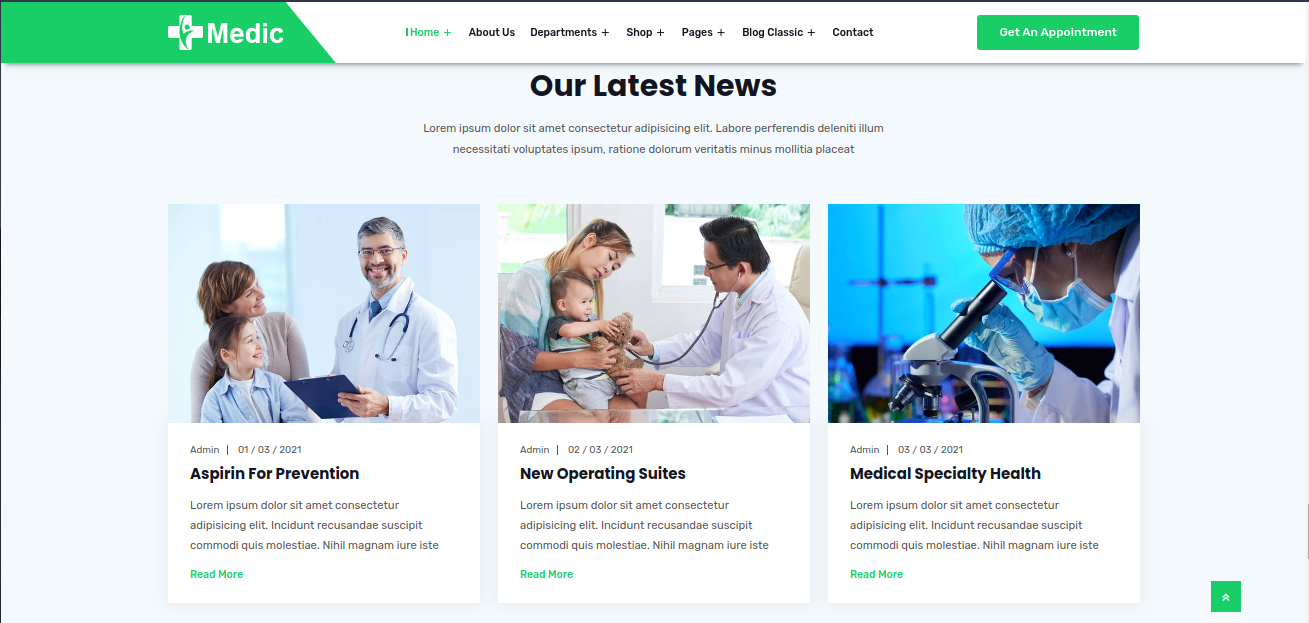 Medic
Home + About Us Departments + Shop + Pages + Blog Classic + Contact
Get An Appointment
Our Latest News
Lorem ipsum dolor sit amet consectetur adipisicing elit. Labore perferendis deleniti illum
necessitati voluptates ipsum, ratione dolorum veritatis minus mollitia placeat
Admin | 01 / 03 / 2021
Aspirin For Prevention
Lorem ipsum dolor sit amet consectetur
adipisicing elit. Incidunt recusandae suscipit
commodi quis molestiae. Nihil magnam iure iste
Read More
Admin | 02 / 03 / 2021
New Operating Suites
Lorem ipsum dolor sit amet consectetur
adipisicing elit. Incidunt recusandae suscipit
commodi quis molestiae. Nihil magnam iure iste
Read More
Admin | 03 / 03 / 2021
Medical Specialty Health
Lorem ipsum dolor sit amet consectetur
adipisicing elit. Incidunt recusandae suscipit
commodi quis molestiae. Nihil magnam iure iste
Read More